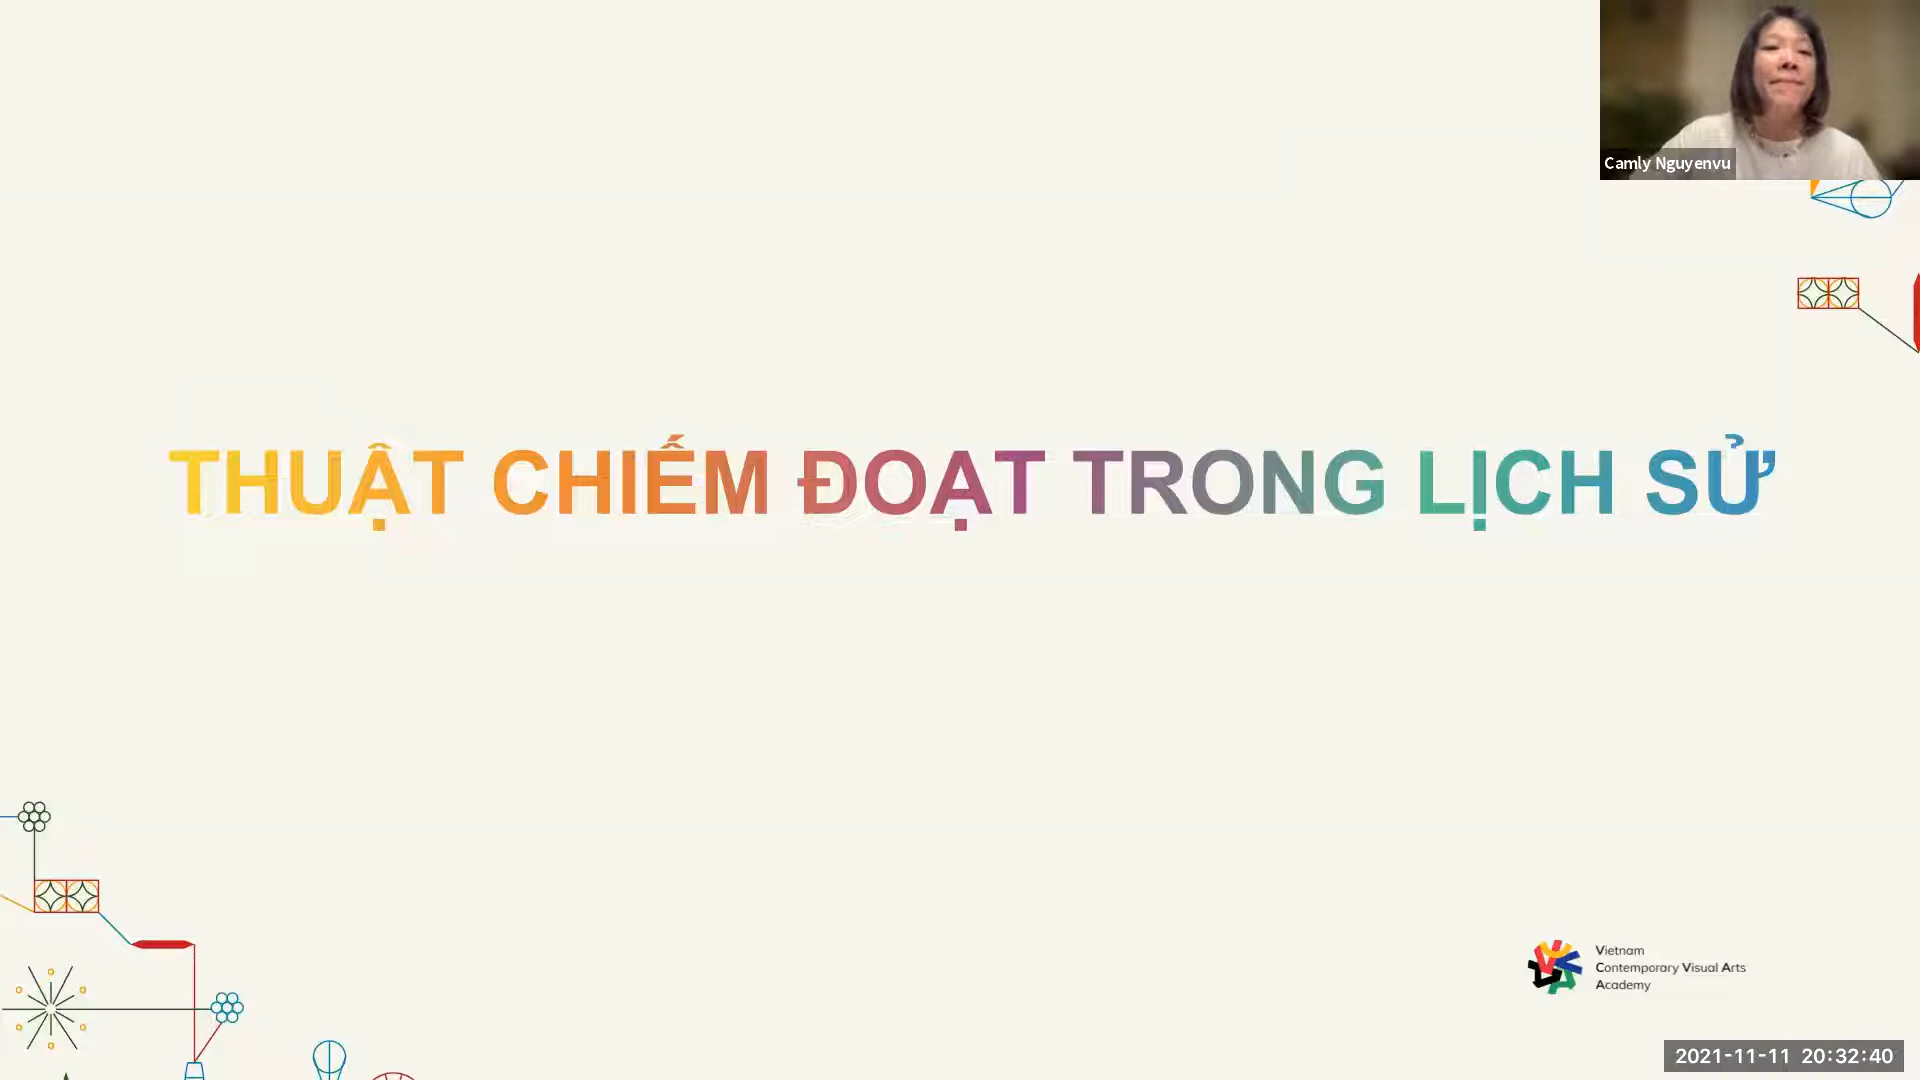 Camly Nguyenvu
THUẬT CHIẾM ĐOẠT TRONG LỊCH SỬ
Vietnam
Contemporary Visual Arts
Academy
2021-11-11 20:32:40